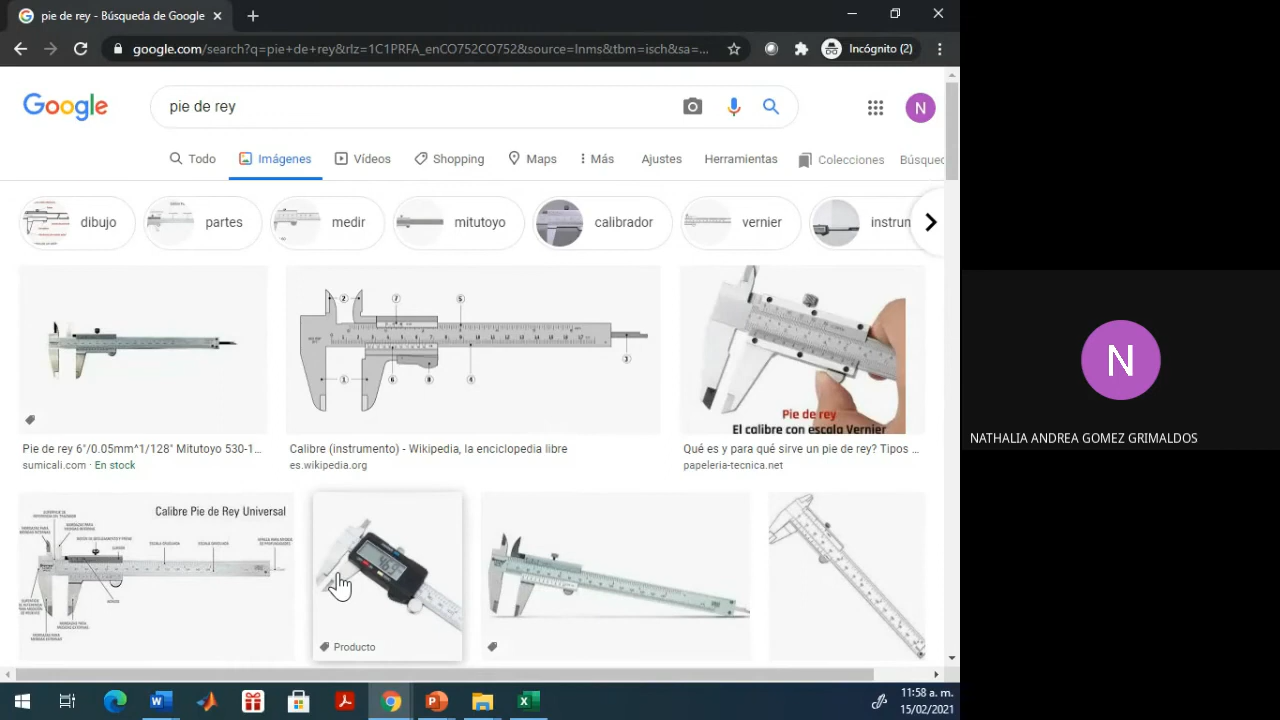 pie de rey - Búsqueda de Google
google.com/search?q=pie+de+rey&rlz=1C1PRFA_enCO752CO752&source=lnms&tbm=isch&sa=...
Incógnito (2)
Google
pie de rey
N
Todo
Imágenes
Vídeos
Shopping
Maps
Más
Ajustes
Herramientas
Colecciones
Búsqued
dibujo
partes
medir
mitutoyo
calibrador
vernier
instrun
Pie de rey
El calibre con escala Vernier
Pie de rey 6"/0.05mm^1/128" Mitutoyo 530-1...
sumicali.com · En stock
Calibre (instrumento) - Wikipedia, la enciclopedia libre
es.wikipedia.org
Qué es y para qué sirve un pie de rey? Tipos ...
papeleria-tecnica.net
Calibre Pie de Rey Universal
Producto
N
NATHALIA ANDREA GOMEZ GRIMALDOS
11:58 a. m.
15/02/2021